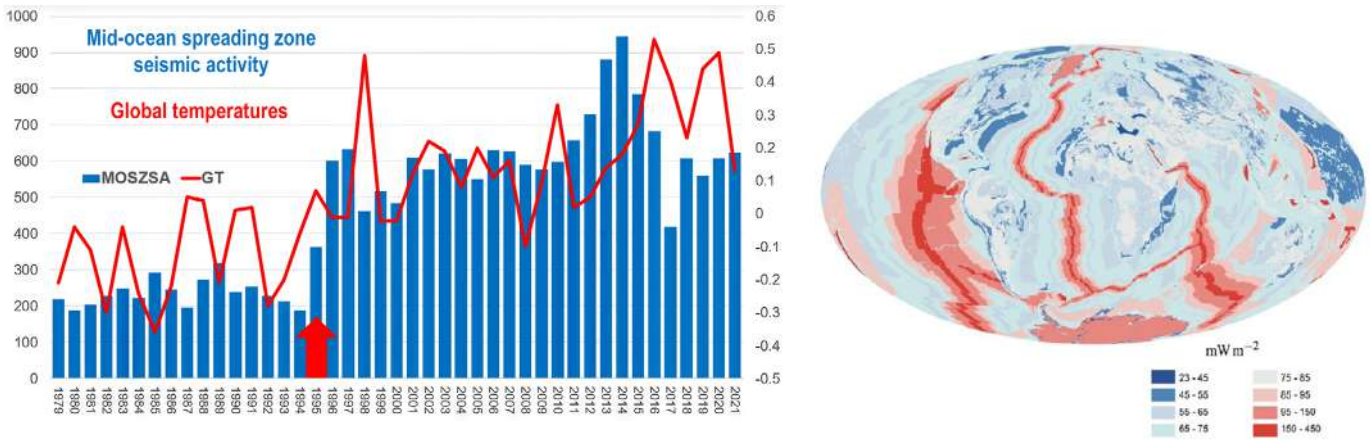 1000
900
800
700
600
500
400
300
200
100
0
Mid-ocean spreading zone
seismic activity
Global temperatures
MOSZSA GT
0.6
0.5
0.4
0.3
0.2
0.1
0
-0.1
-0.2
-0.3
-0.4
-0.5
1979 1980 1981 1982 1983 1984 1985 1986 1987 1988 1989 1990 1991 1992 1993 1994 1995 1996 1997 1998 1999 2000 2001 2002 2003 2004 2005 2006 2007 2008 2009 2010 2011 2012 2013 2014 2015 2016 2017 2018 2019 2020 2021
mWm−2
23 - 45
45 - 55
55 - 65
65 - 75
75 - 85
85 - 95
95 - 150
150 - 450